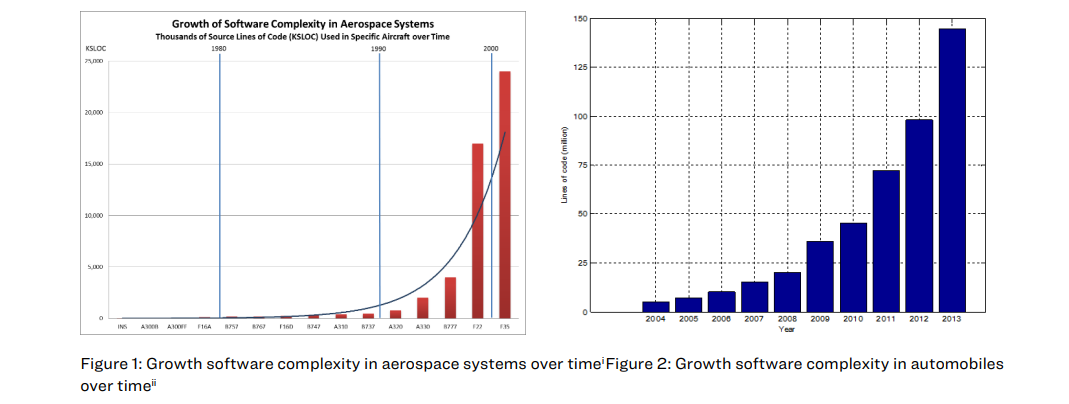 Growth of Software Complexity in Aerospace Systems
Thousands of Source Lines of Code (KSLOC) Used in Specific Aircraft over Time
KSLOC 1980 1990 2000
25,000
20,000
15,000
10,000
5,000
0
INS A300B A300FF F16A B757 B767 F16D B747 A310 B737 A320 A330 B777 F22 F35
150
125
100
75
50
25
0
Lines of code (million)
2004 2005 2006 2007 2008 2009 2010 2011 2012 2013
Year
Figure 1: Growth software complexity in aerospace systems over timeⁱFigure 2: Growth software complexity in automobiles
over timeⁱⁱ